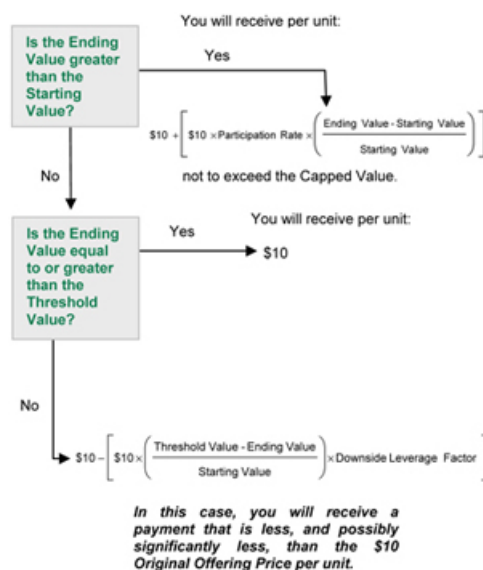 You will receive per unit:
Is the Ending
Value greater
than the
Starting
Value?
Yes
$10 + [ $10 × Participation Rate × ( Ending Value - Starting Value / Starting Value ) ]
not to exceed the Capped Value.
No
You will receive per unit:
Is the Ending
Value equal
to or greater
than the
Threshold
Value?
Yes
$10
No
$10 − [ $10 × ( Threshold Value - Ending Value / Starting Value ) × Downside Leverage Factor ]
In this case, you will receive a
payment that is less, and possibly
significantly less, than the $10
Original Offering Price per unit.